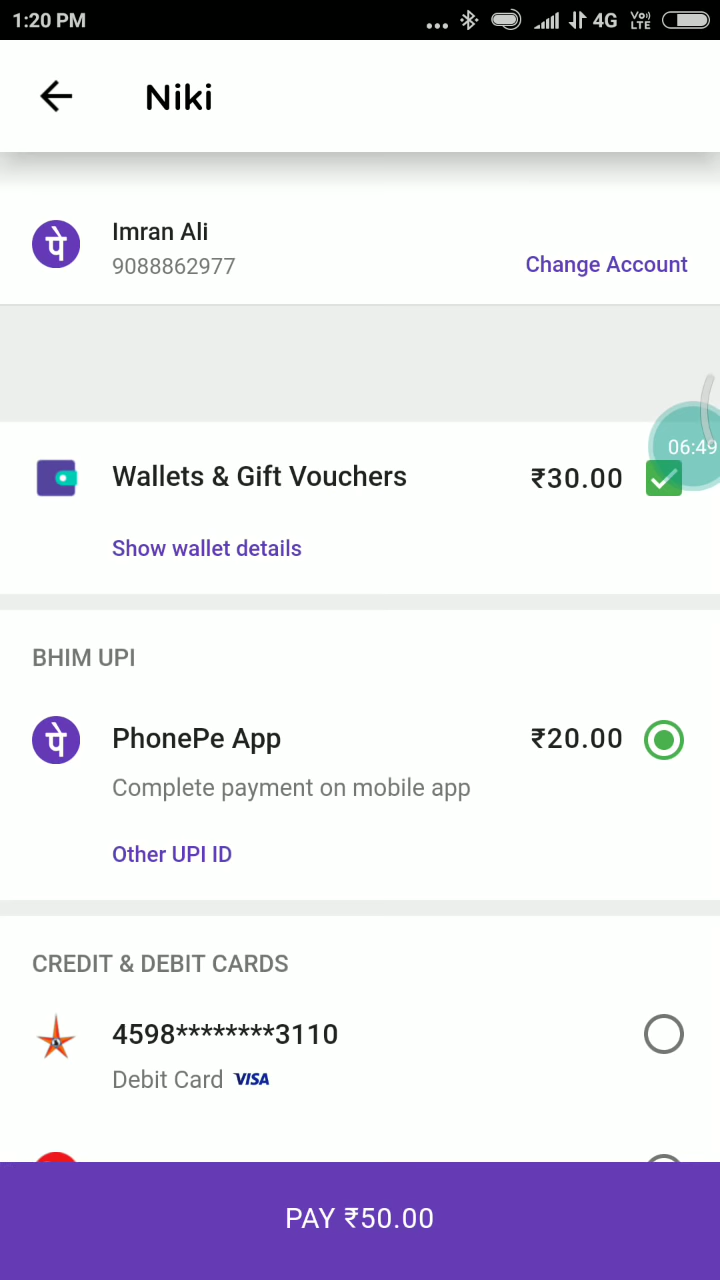 1:20 PM ... 4G Vo)) LTE
Niki
पे Imran Ali
9088862977
Change Account
06:49
Wallets & Gift Vouchers ₹30.00
Show wallet details
BHIM UPI
पे PhonePe App ₹20.00
Complete payment on mobile app
Other UPI ID
CREDIT & DEBIT CARDS
4598********3110
Debit Card VISA
PAY ₹50.00